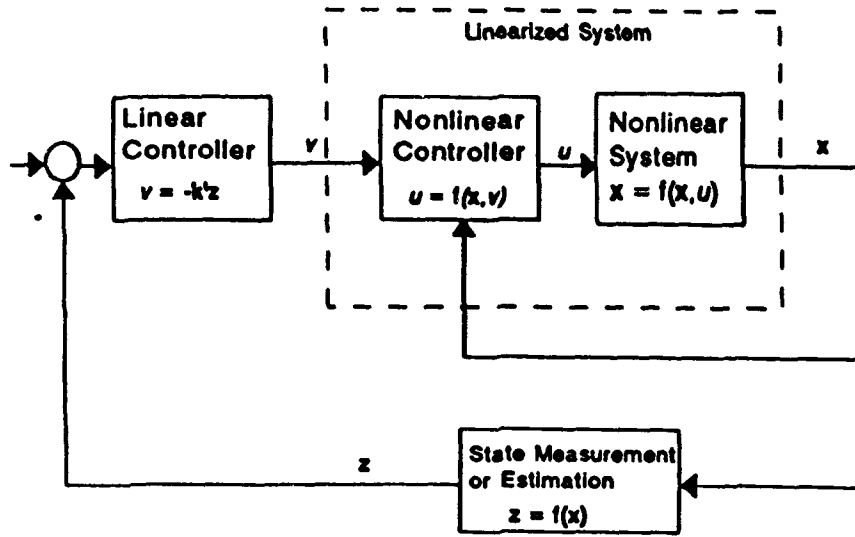 Linearized System
Linear
Controller
v = -k'z
v
Nonlinear
Controller
u = f(x,v)
u
Nonlinear
System
x = f(x,u)
x
z
State Measurement
or Estimation
z = f(x)